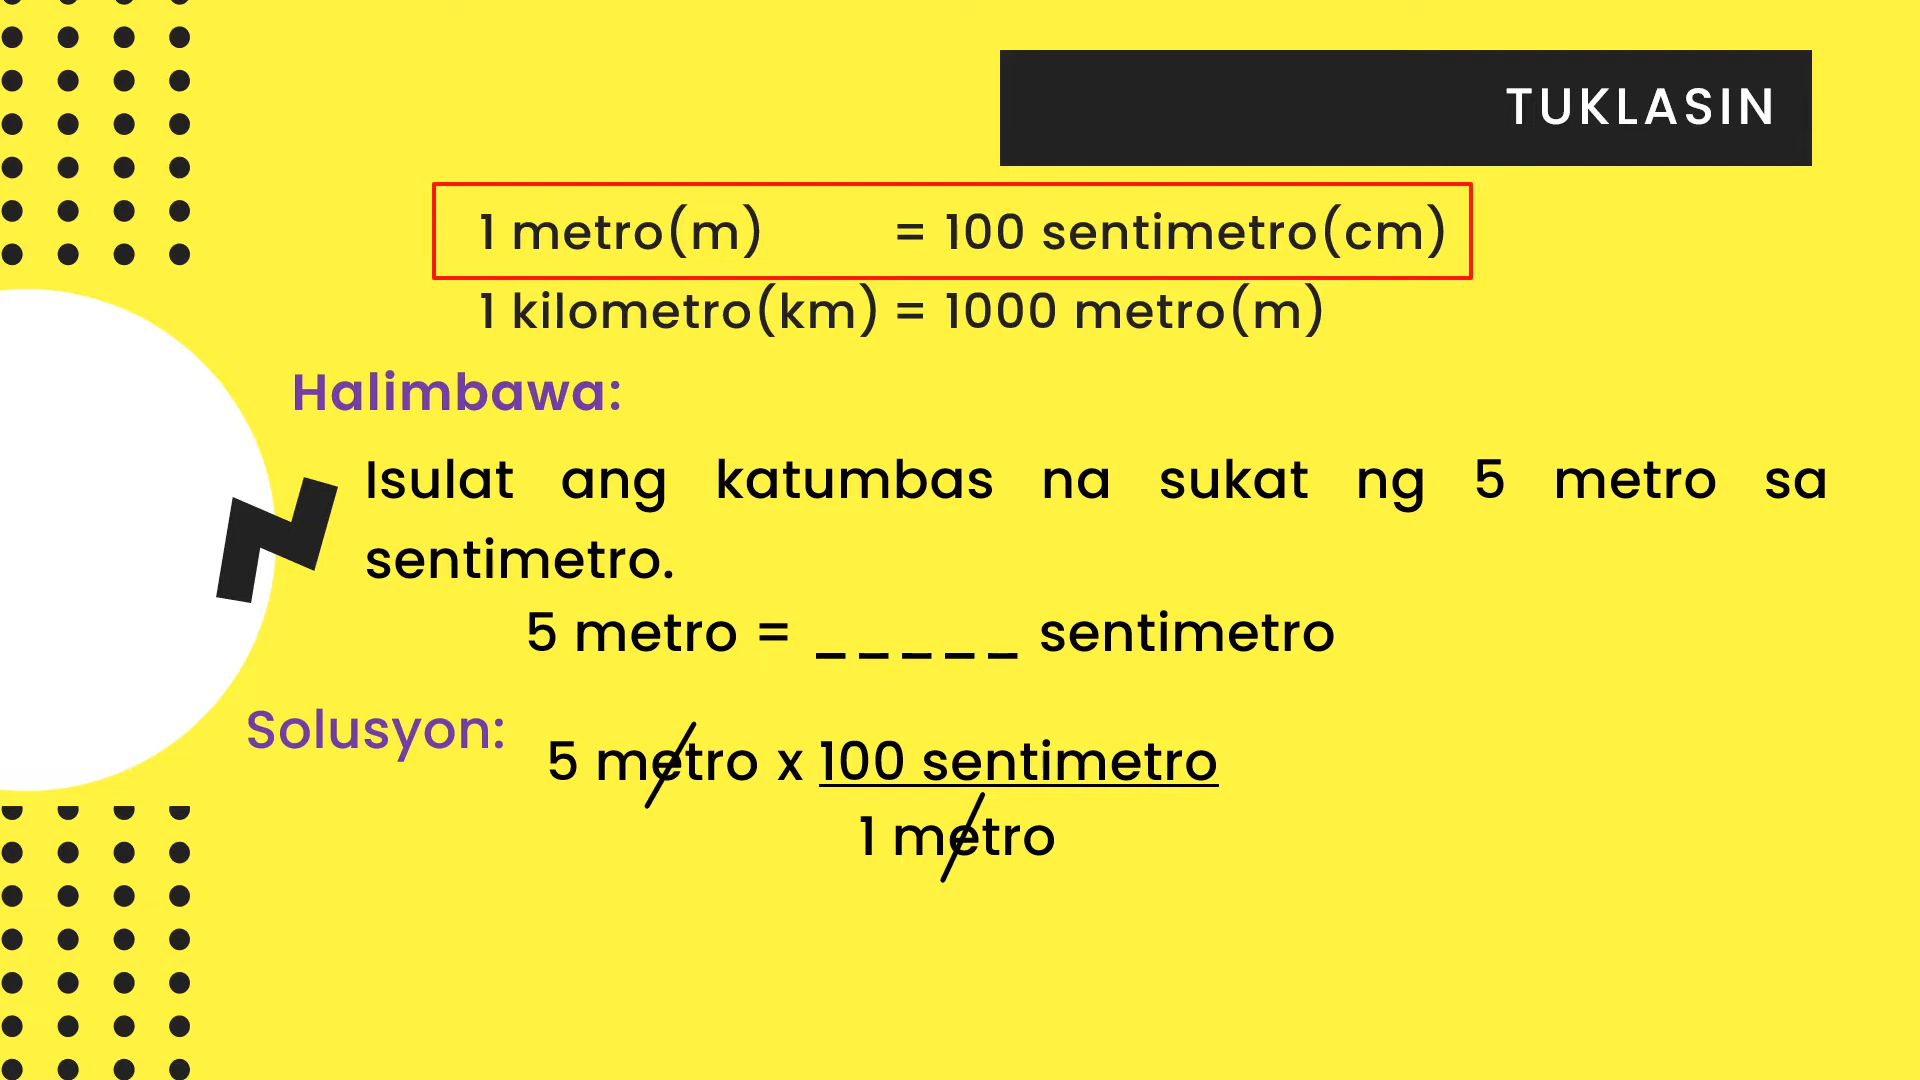 TUKLASIN
1 metro(m) = 100 sentimetro(cm)
1 kilometro(km) = 1000 metro(m)
Halimbawa:
Isulat ang katumbas na sukat ng 5 metro sa
sentimetro.
5 metro = _ _ _ _ _ sentimetro
Solusyon:
5 metro x 100 sentimetro
1 metro